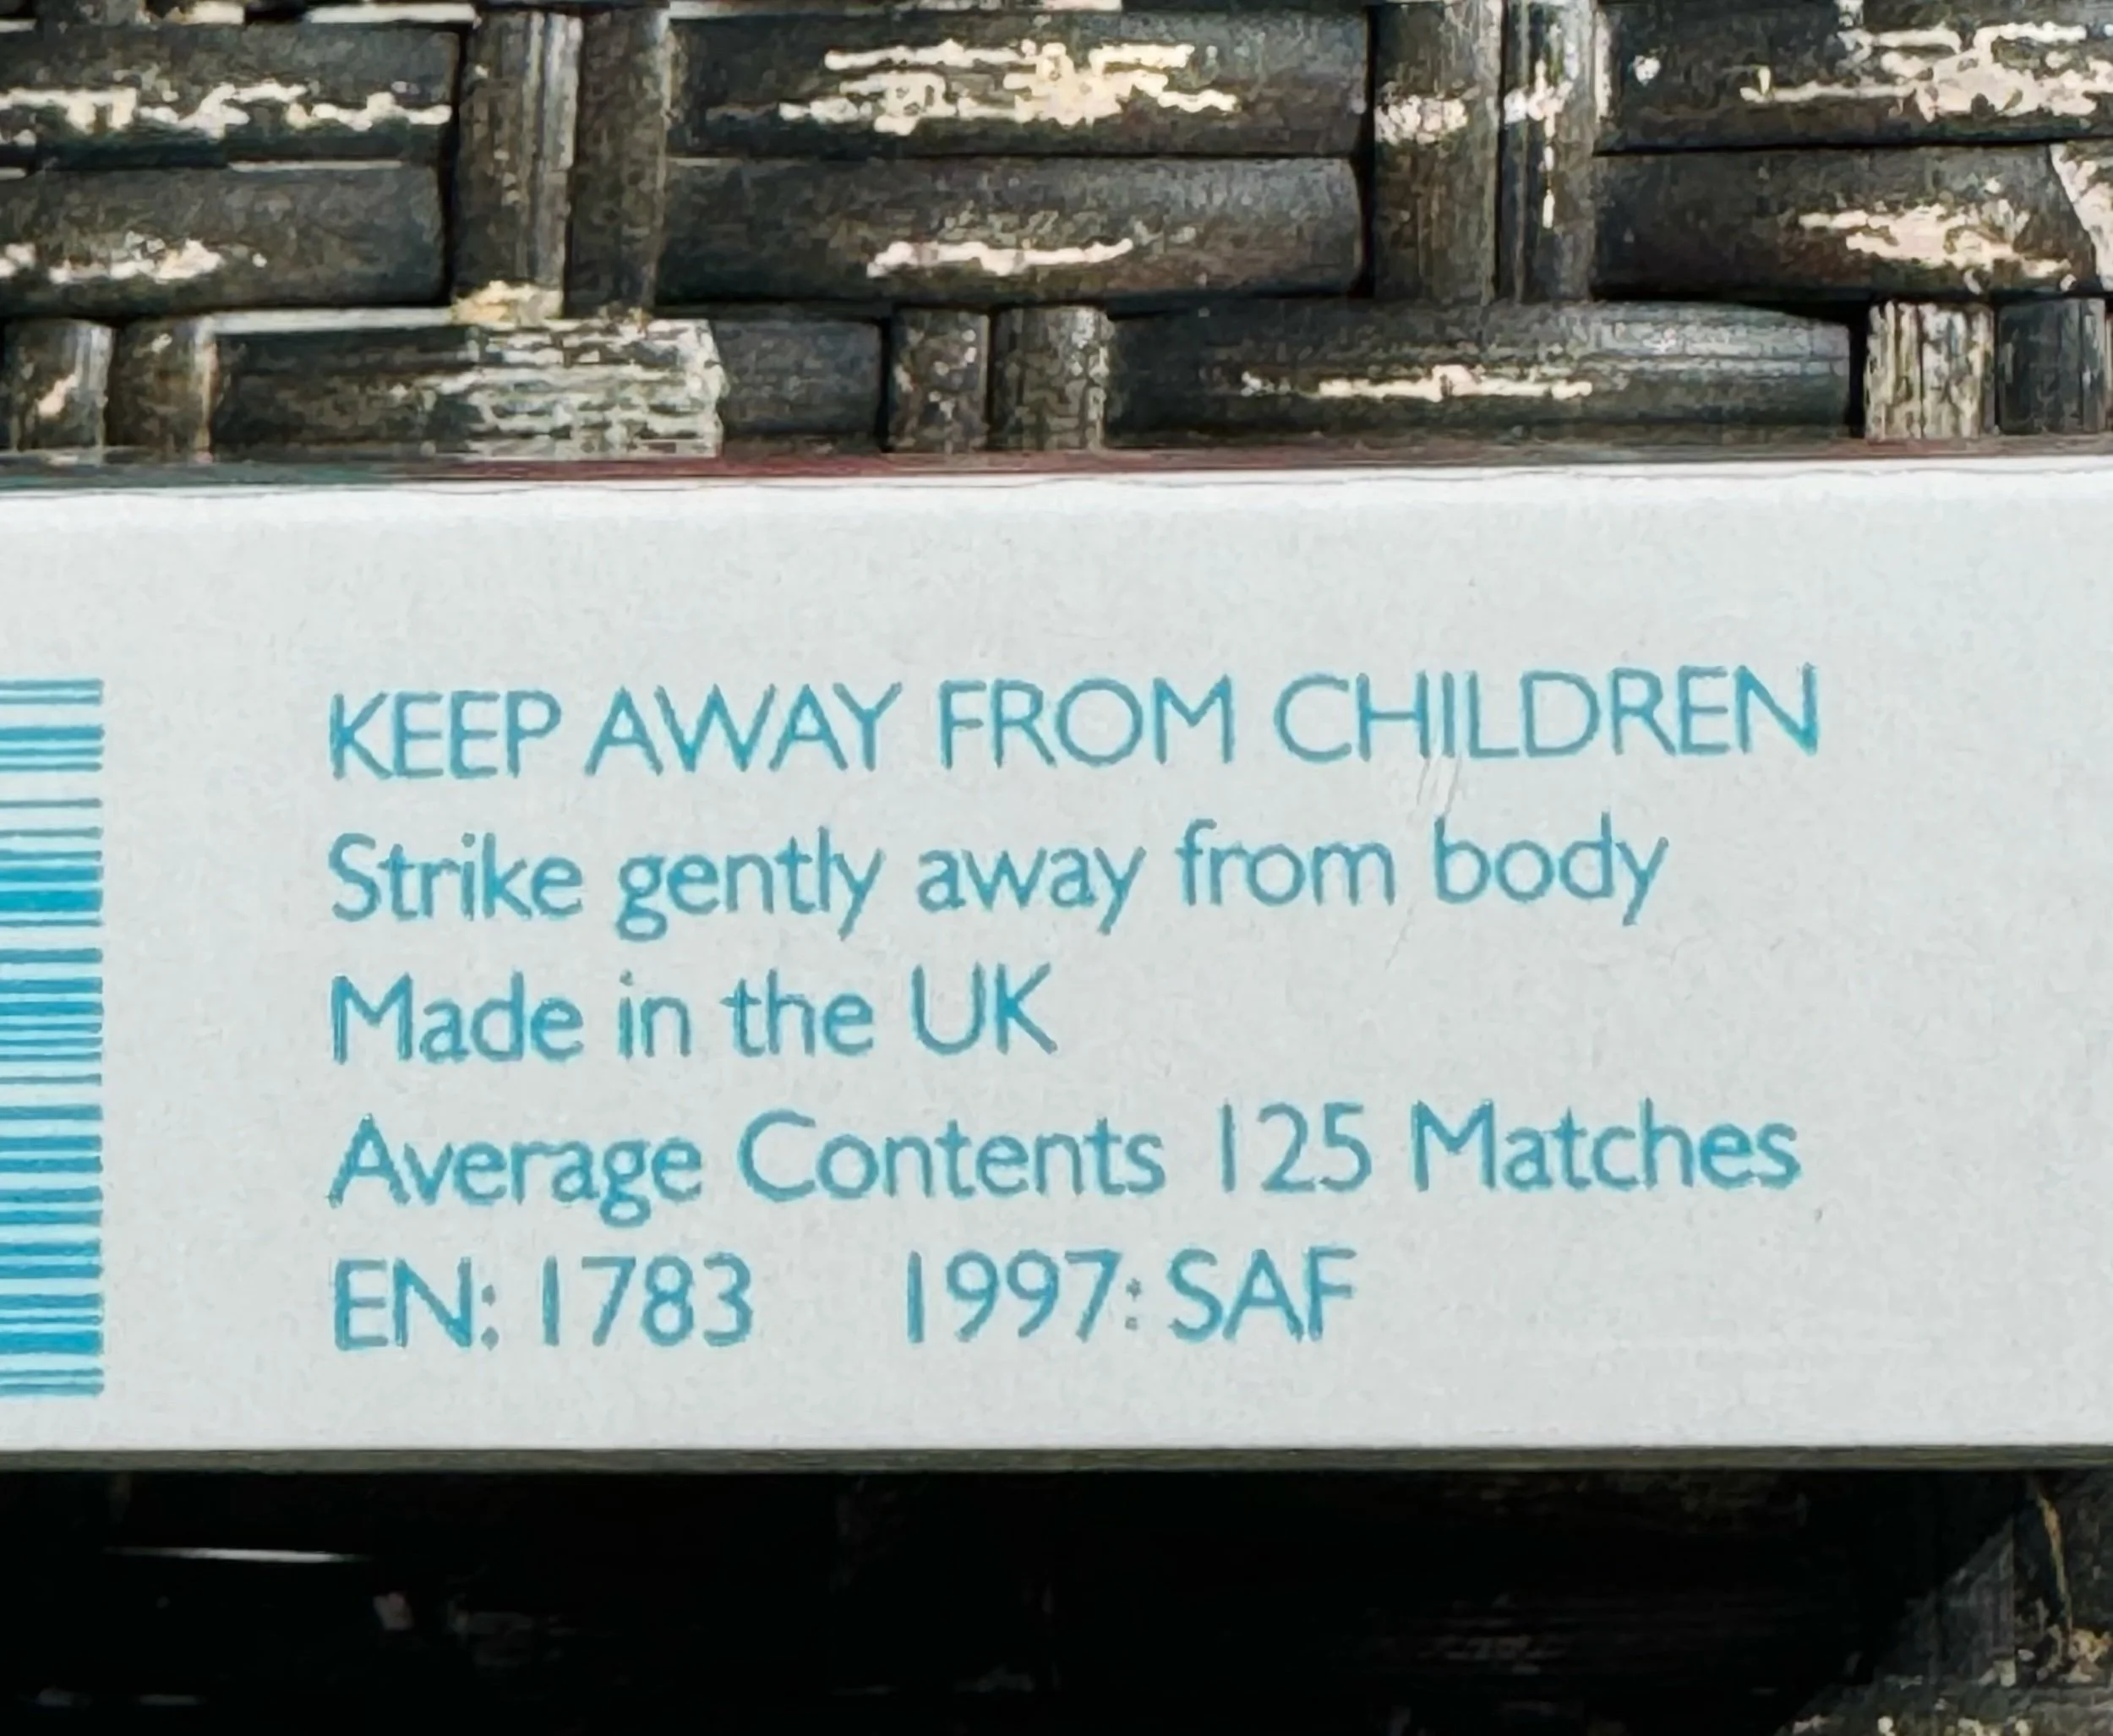 KEEP AWAY FROM CHILDREN
Strike gently away from body
Made in the UK
Average Contents 125 Matches
EN: 1783 1997: SAF